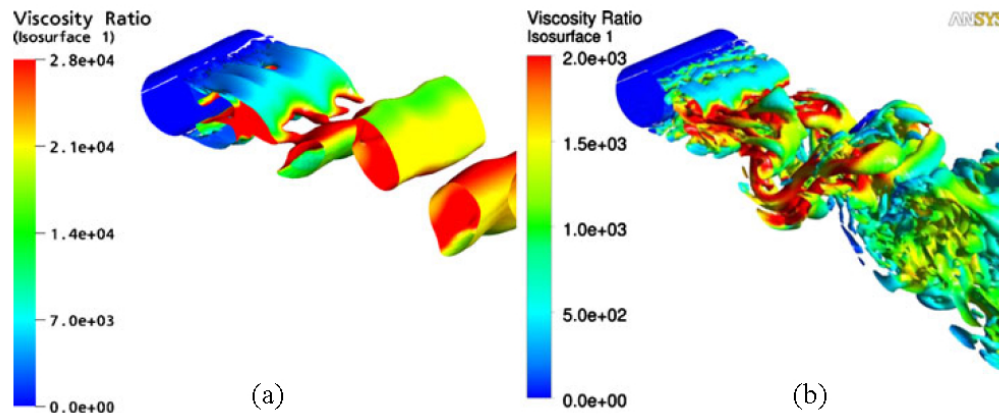 Viscosity Ratio
(Isosurface 1)
2.8e+04
2.1e+04
1.4e+04
7.0e+03
0.0e+00
(a)
Viscosity Ratio
Isosurface 1
2.0e+03
1.5e+03
1.0e+03
5.0e+02
0.0e+00
(b)
ANSYS